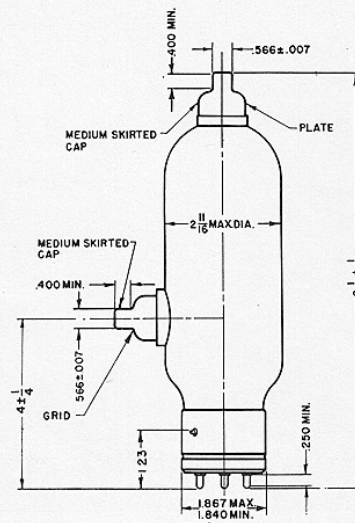 .400 MIN.
.566±.007
MEDIUM SKIRTED
CAP
PLATE
2 11/16 MAX.DIA.
MEDIUM SKIRTED
CAP
.400 MIN.
.566±.007
4±1/4
GRID
1.23
.250 MIN.
1.867 MAX.
1.840 MIN.